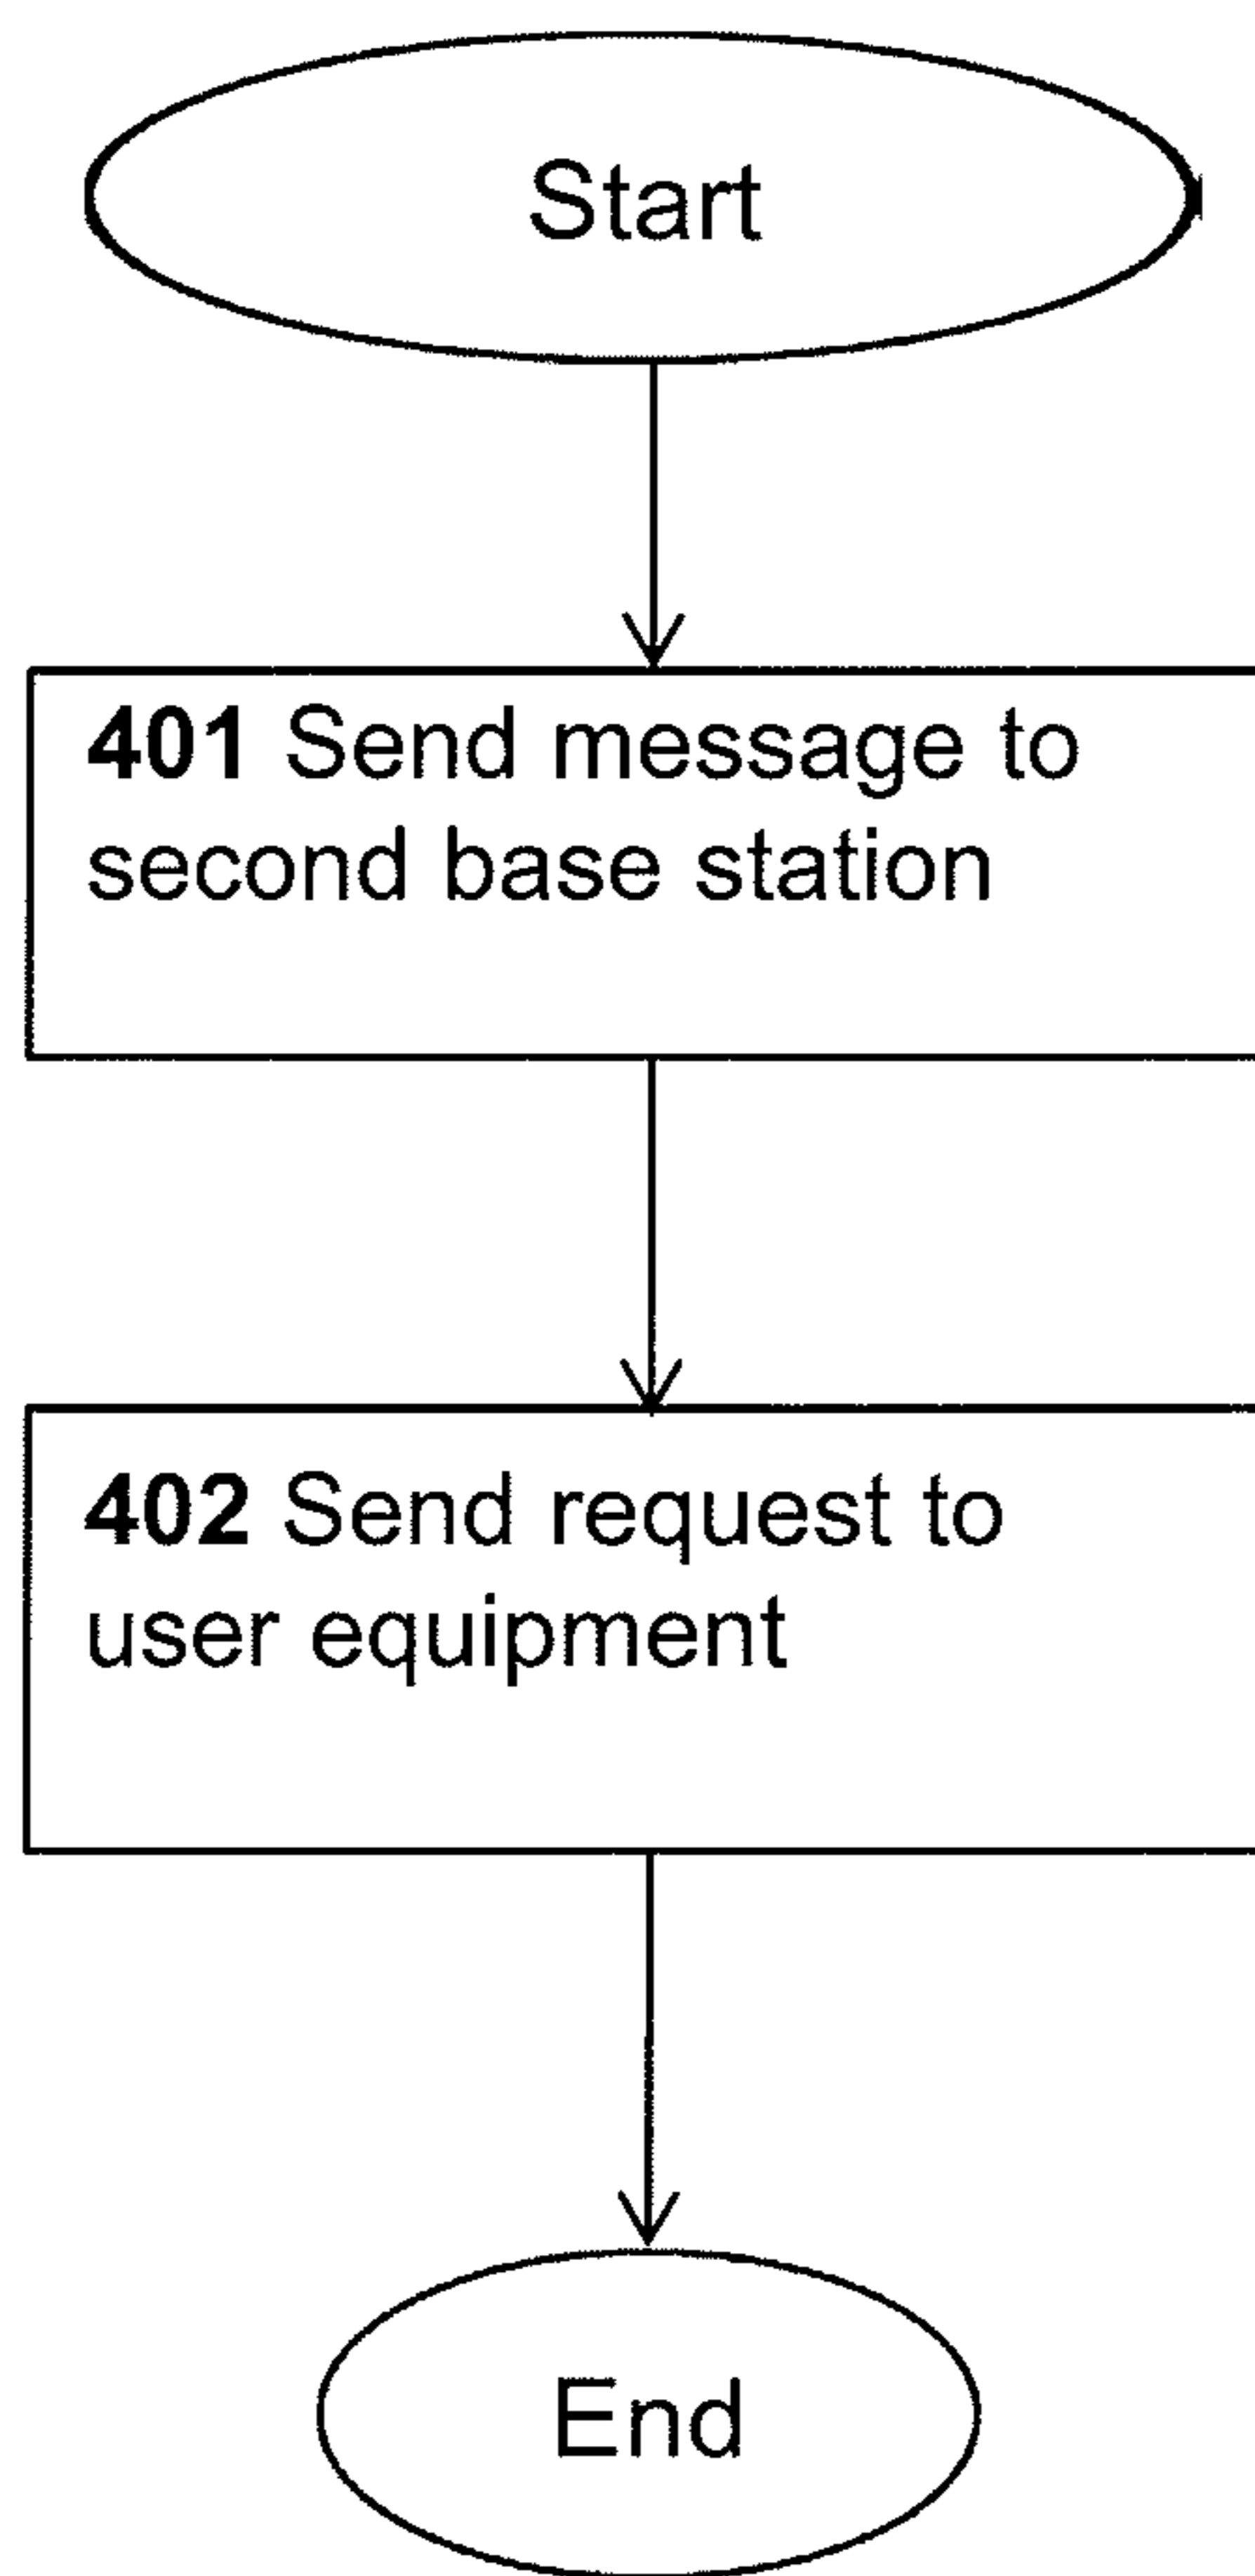 Start
401 Send message to
second base station
402 Send request to
user equipment
End